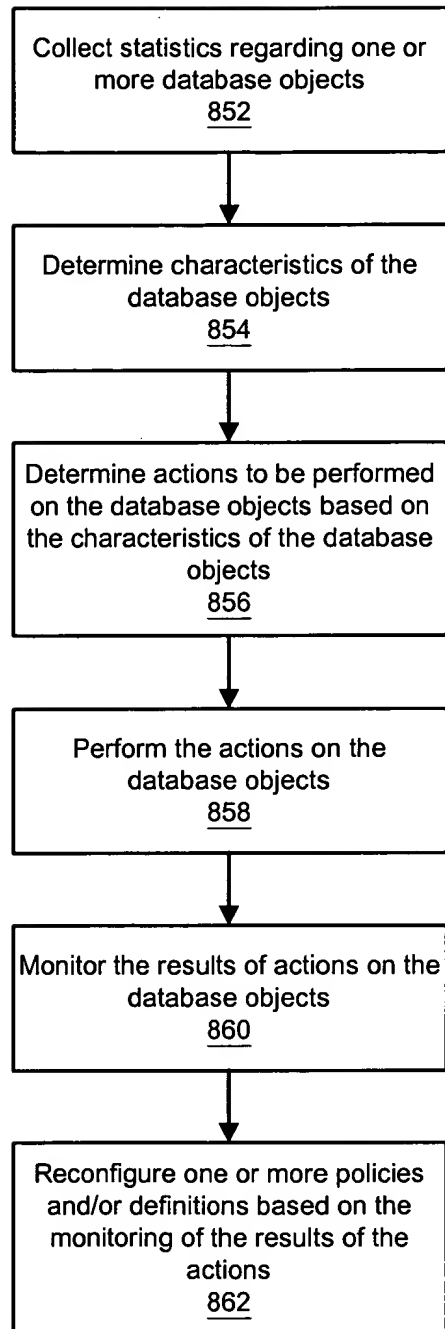 Collect statistics regarding one or
more database objects
852
Determine characteristics of the
database objects
854
Determine actions to be performed
on the database objects based on
the characteristics of the database
objects
856
Perform the actions on the
database objects
858
Monitor the results of actions on the
database objects
860
Reconfigure one or more policies
and/or definitions based on the
monitoring of the results of the
actions
862